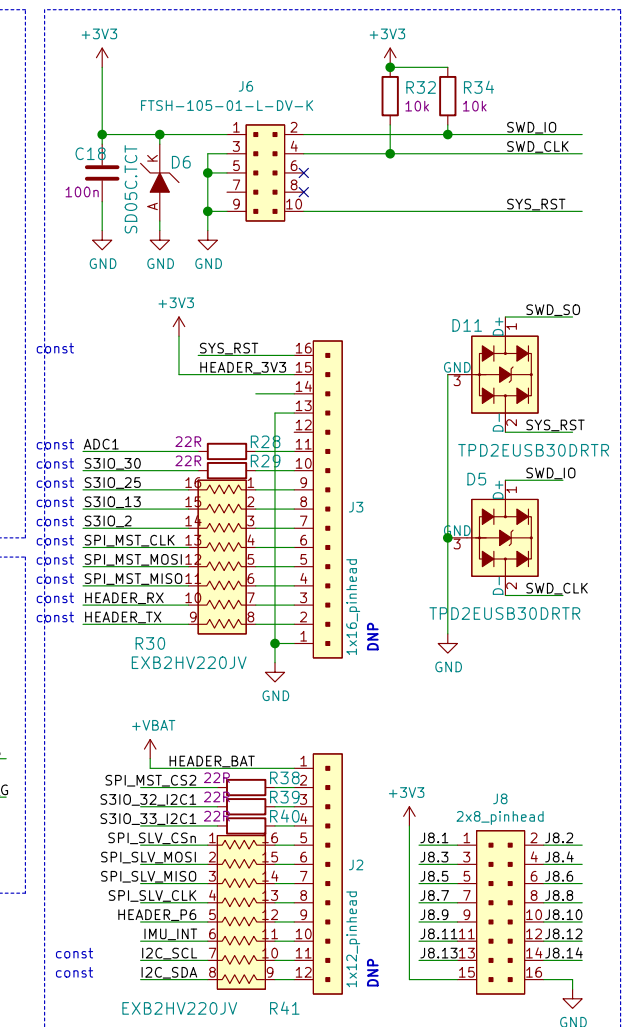 +3V3
+3V3
J6
FTSH-105-01-L-DV-K
R32
10k
R34
10k
1
2
SWD_IO
3
4
SWD_CLK
C18
100n
SD05C.TCT
K
A
D6
5
6
7
8
9
10
SYS_RST
GND
GND
GND
+3V3
SWD_SO
D11
D+
1
const
SYS_RST
16
HEADER_3V3
15
GND
3
14
13
D-
2
SYS_RST
12
TPD2EUSB30DRTR
const
ADC1
22R
R28
11
const
S3IO_30
22R
R29
10
D5
SWD_IO
D+
1
const
S3IO_25
16
1
9
const
S3IO_13
15
2
8
J3
const
S3IO_2
14
3
7
GND
3
const
SPI_MST_CLK
13
4
6
const
SPI_MST_MOSI
12
5
5
const
SPI_MST_MISO
11
6
4
D-
2
SWD_CLK
const
HEADER_RX
10
7
3
TPD2EUSB30DRTR
const
HEADER_TX
9
8
2
1
1x16_pinhead
DNP
R30
EXB2HV220JV
GND
GND
+VBAT
HEADER_BAT
1
SPI_MST_CS2
22R
R38
2
S3IO_32_I2C1
22R
R39
3
S3IO_33_I2C1
22R
R40
4
SPI_SLV_CSn
1
16
5
SPI_SLV_MOSI
2
15
6
J2
SPI_SLV_MISO
3
14
7
SPI_SLV_CLK
4
13
8
HEADER_P6
5
12
9
IMU_INT
6
11
10
const
I2C_SCL
7
10
11
const
I2C_SDA
8
9
12
1x12_pinhead
DNP
EXB2HV220JV
R41
+3V3
J8
2x8_pinhead
J8.1
1
2
J8.2
J8.3
3
4
J8.4
J8.5
5
6
J8.6
J8.7
7
8
J8.8
J8.9
9
10
J8.10
J8.11
11
12
J8.12
J8.13
13
14
J8.14
15
16
GND
G